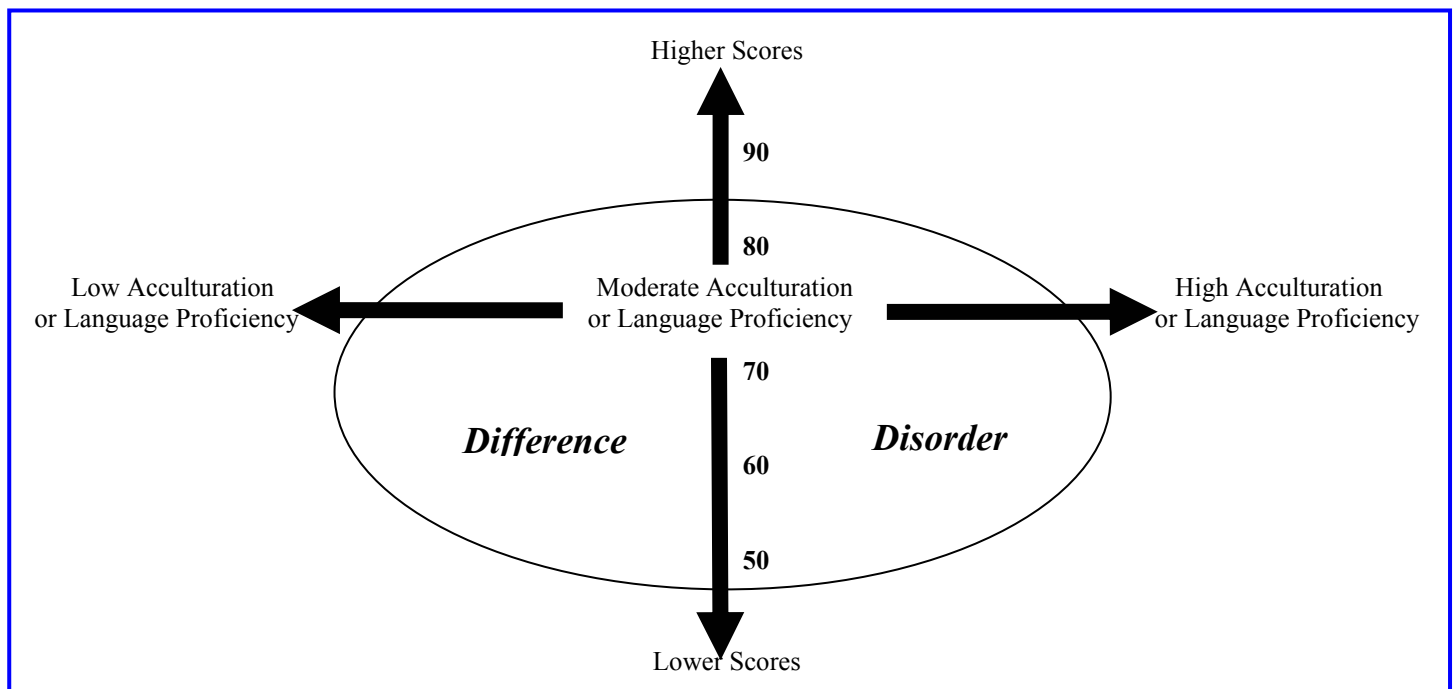 Higher Scores
90
80
Low Acculturation
or Language Proficiency
Moderate Acculturation
or Language Proficiency
High Acculturation
or Language Proficiency
70
Difference
Disorder
60
50
Lower Scores